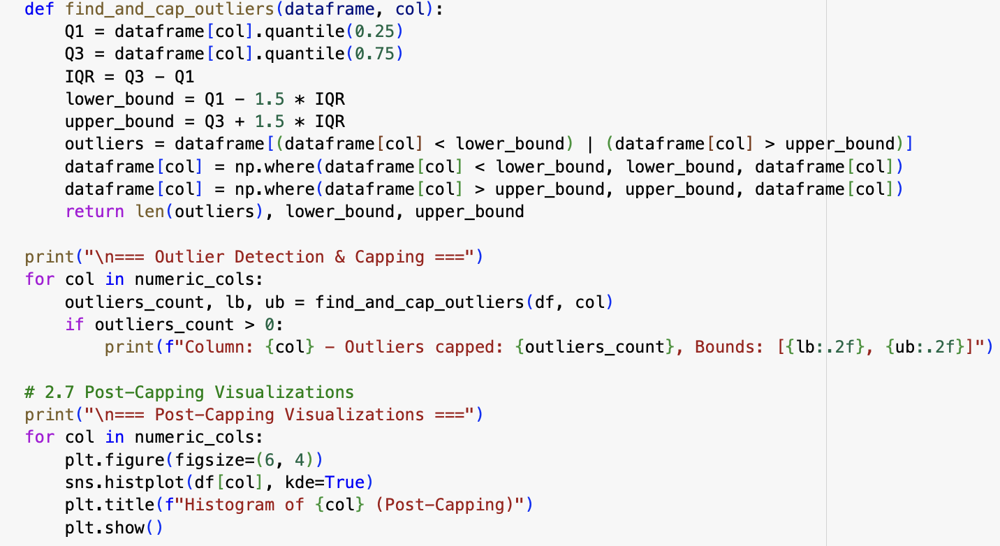 def find_and_cap_outliers(dataframe, col):
    Q1 = dataframe[col].quantile(0.25)
    Q3 = dataframe[col].quantile(0.75)
    IQR = Q3 - Q1
    lower_bound = Q1 - 1.5 * IQR
    upper_bound = Q3 + 1.5 * IQR
    outliers = dataframe[(dataframe[col] < lower_bound) | (dataframe[col] > upper_bound)]
    dataframe[col] = np.where(dataframe[col] < lower_bound, lower_bound, dataframe[col])
    dataframe[col] = np.where(dataframe[col] > upper_bound, upper_bound, dataframe[col])
    return len(outliers), lower_bound, upper_bound

print("\n=== Outlier Detection & Capping ===")
for col in numeric_cols:
    outliers_count, lb, ub = find_and_cap_outliers(df, col)
    if outliers_count > 0:
        print(f"Column: {col} - Outliers capped: {outliers_count}, Bounds: [{lb:.2f}, {ub:.2f}]")

# 2.7 Post-Capping Visualizations
print("\n=== Post-Capping Visualizations ===")
for col in numeric_cols:
    plt.figure(figsize=(6, 4))
    sns.histplot(df[col], kde=True)
    plt.title(f"Histogram of {col} (Post-Capping)")
    plt.show()